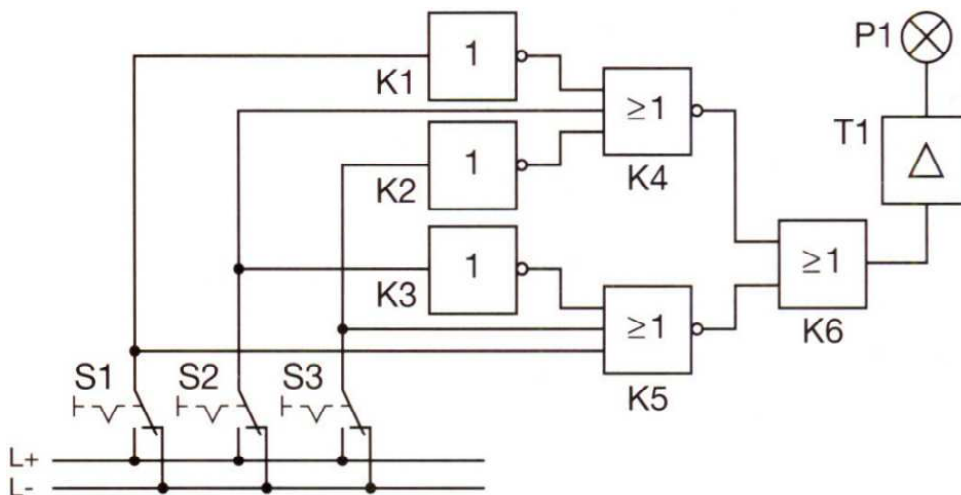 P1
1
K1
≥1
K4
T1
1
K2
1
K3
≥1
K6
≥1
K5
S1 S2 S3
L+
L-